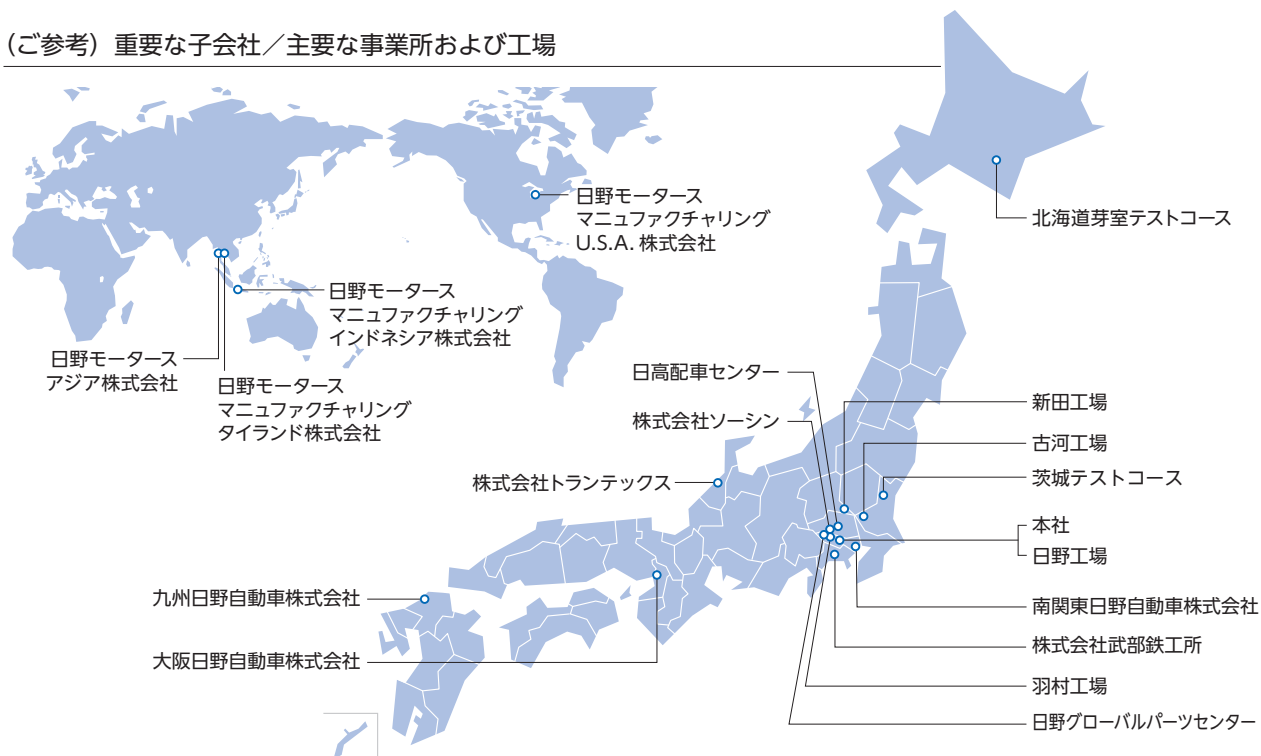 (ご参考) 重要な子会社／主要な事業所および工場
日野モータース
マニュファクチャリング
U.S.A. 株式会社
北海道芽室テストコース
日野モータース
マニュファクチャリング
インドネシア株式会社
日野モータース
アジア株式会社
日野モータース
マニュファクチャリング
タイランド株式会社
日高配車センター
株式会社ソーシン
株式会社トランテックス
新田工場
古河工場
茨城テストコース
本社
日野工場
九州日野自動車株式会社
大阪日野自動車株式会社
南関東日野自動車株式会社
株式会社武部鉄工所
羽村工場
日野グローバルパーツセンター